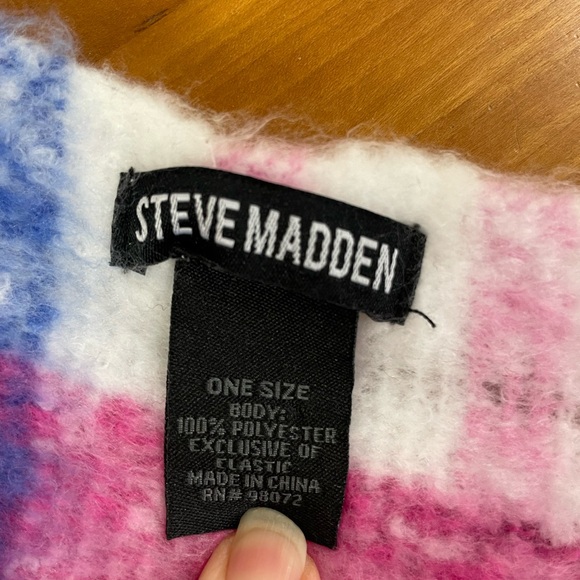 STEVE MADDEN
ONE SIZE
BODY:
100% POLYESTER
EXCLUSIVE OF
ELASTIC
MADE IN CHINA
RN# 98072